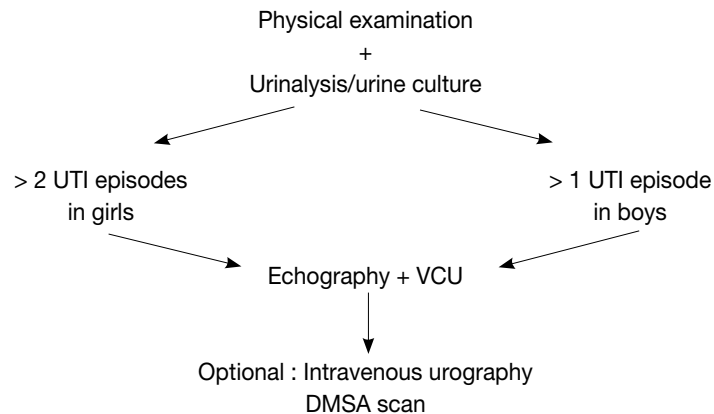 Physical examination
+
Urinalysis/urine culture
> 2 UTI episodes
in girls
> 1 UTI episode
in boys
Echography + VCU
Optional : Intravenous urography
DMSA scan